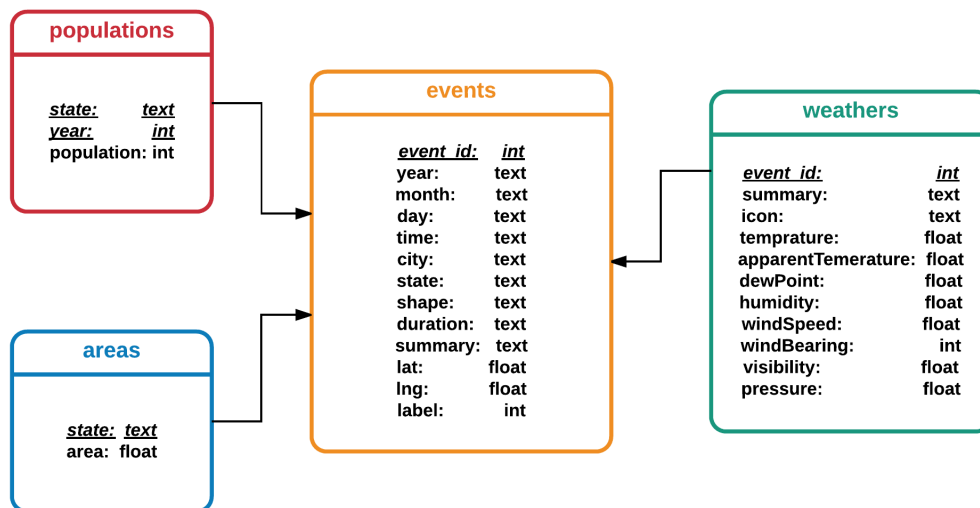 populations
state: text
year: int
population: int
areas
state: text
area: float
events
event_id: int
year: text
month: text
day: text
time: text
city: text
state: text
shape: text
duration: text
summary: text
lat: float
lng: float
label: int
weathers
event_id: int
summary: text
icon: text
temprature: float
apparentTemerature: float
dewPoint: float
humidity: float
windSpeed: float
windBearing: int
visibility: float
pressure: float